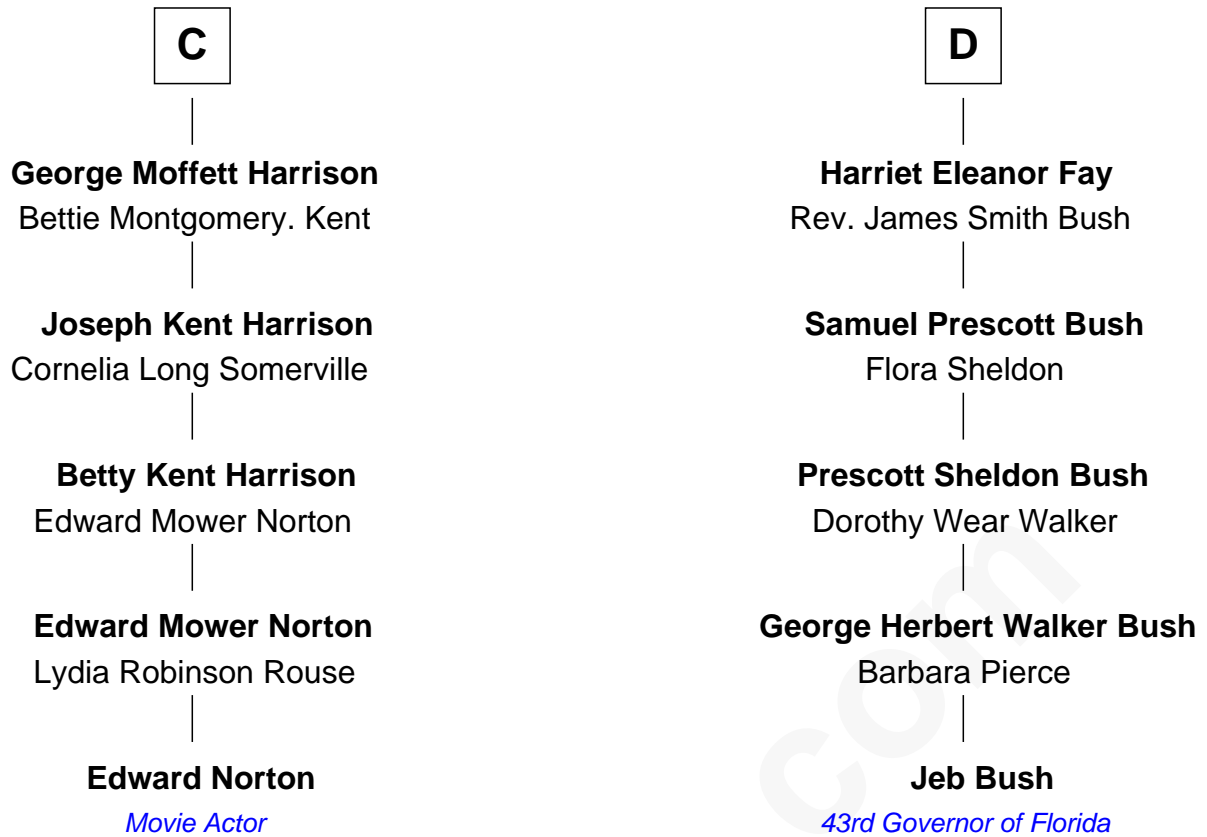 C
George Moffett Harrison
Bettie Montgomery. Kent
Joseph Kent Harrison
Cornelia Long Somerville
Betty Kent Harrison
Edward Mower Norton
Edward Mower Norton
Lydia Robinson Rouse
Edward Norton
Movie Actor
D
Harriet Eleanor Fay
Rev. James Smith Bush
Samuel Prescott Bush
Flora Sheldon
Prescott Sheldon Bush
Dorothy Wear Walker
George Herbert Walker Bush
Barbara Pierce
Jeb Bush
43rd Governor of Florida
com